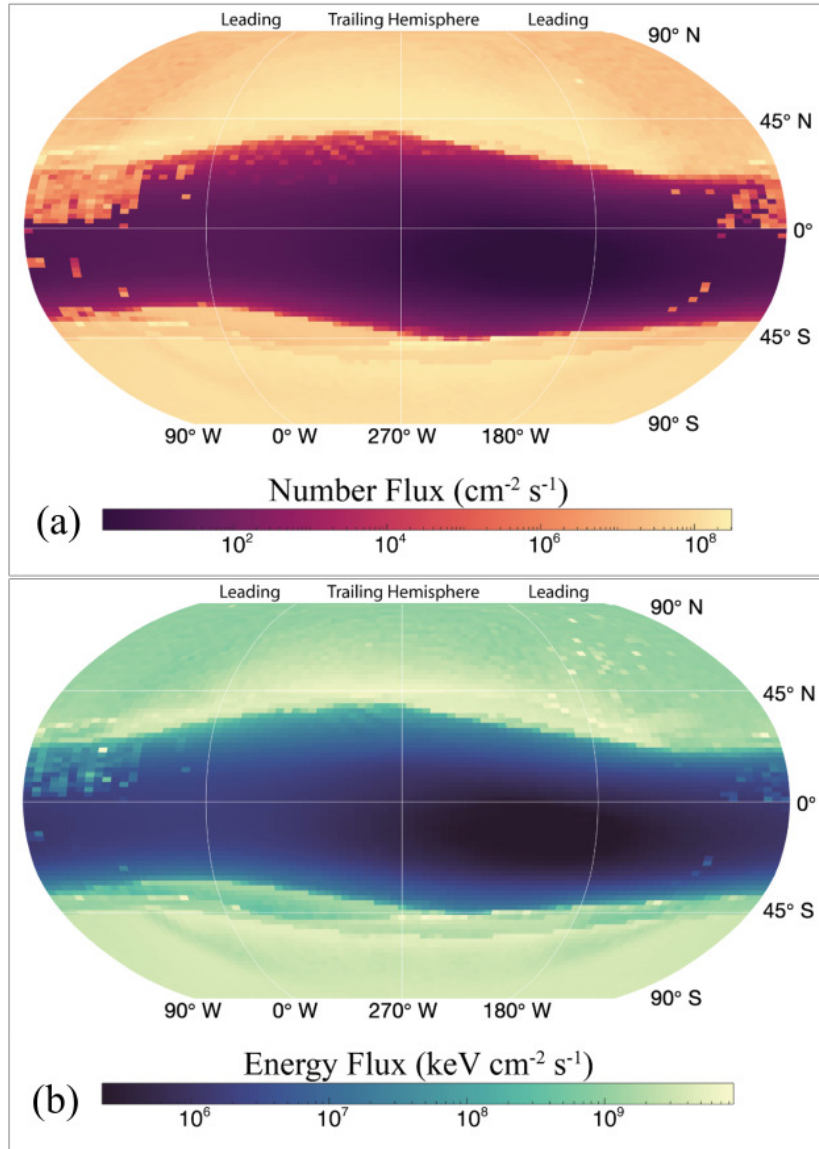 Leading Trailing Hemisphere Leading
90° N
45° N
0°
45° S
90° S
90° W 0° W 270° W 180° W
Number Flux (cm-2 s-1)
(a)
10² 10⁴ 10⁶ 10⁸
Leading Trailing Hemisphere Leading
90° N
45° N
0°
45° S
90° S
90° W 0° W 270° W 180° W
Energy Flux (keV cm-2 s-1)
(b)
10⁶ 10⁷ 10⁸ 10⁹